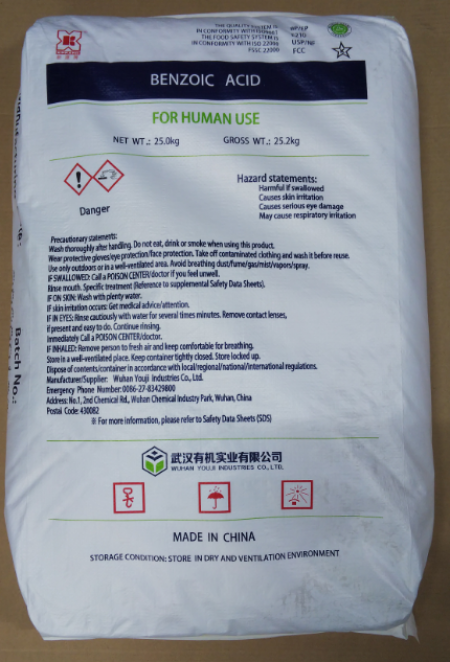 THE QUALITY SYSTEM IS
IN CONFORMITY WITH
THE FOOD SAFETY SYSTEM IS
IN CONFORMITY WITH ISO 22000
FSSC 22000
USP/NF
FCC
BENZOIC ACID
FOR HUMAN USE
NET WT.: 25.0kg GROSS WT.: 25.2kg
Danger
Hazard statements:
Harmful if swallowed
Causes skin irritation
Causes serious eye damage
May cause respiratory irritation
Precautionary statements:
Wash thoroughly after handling. Do not eat, drink or smoke when using this product.
Wear protective gloves/eye protection/face protection. Take off contaminated clothing and wash it before reuse.
Use only outdoors or in a well-ventilated area. Avoid breathing dust/fume/gas/mist/vapors/spray.
IF SWALLOWED: Call a POISON CENTER/doctor if you feel unwell.
Rinse mouth. Specific treatment (Reference to supplemental Safety Data Sheets).
IF ON SKIN: Wash with plenty water.
IF skin irritation occurs: Get medical advice/attention.
IF IN EYES: Rinse cautiously with water for several times minutes. Remove contact lenses,
if present and easy to do. Continue rinsing.
Immediately Call a POISON CENTER/doctor.
IF INHALED: Remove person to fresh air and keep comfortable for breathing.
Store in a well-ventilated place. Keep container tightly closed. Store locked up.
Dispose of contents/container in accordance with local/regional/national/international regulations.
Manufacturer/Supplier: Wuhan Youji Industries Co., Ltd.
Emergency Phone Number:0086-27-83429800
Address: No.1, 2nd Chemical Rd., Wuhan Chemical Industry Park, Wuhan, China
Postal Code: 430082
※ For more information, please refer to Safety Data Sheets (SDS)
武汉有机实业有限公司
WUHAN YOUJI INDUSTRIES CO., LTD.
MADE IN CHINA
STORAGE CONDITION: STORE IN DRY AND VENTILATION ENVIRONMENT
Batch No.: